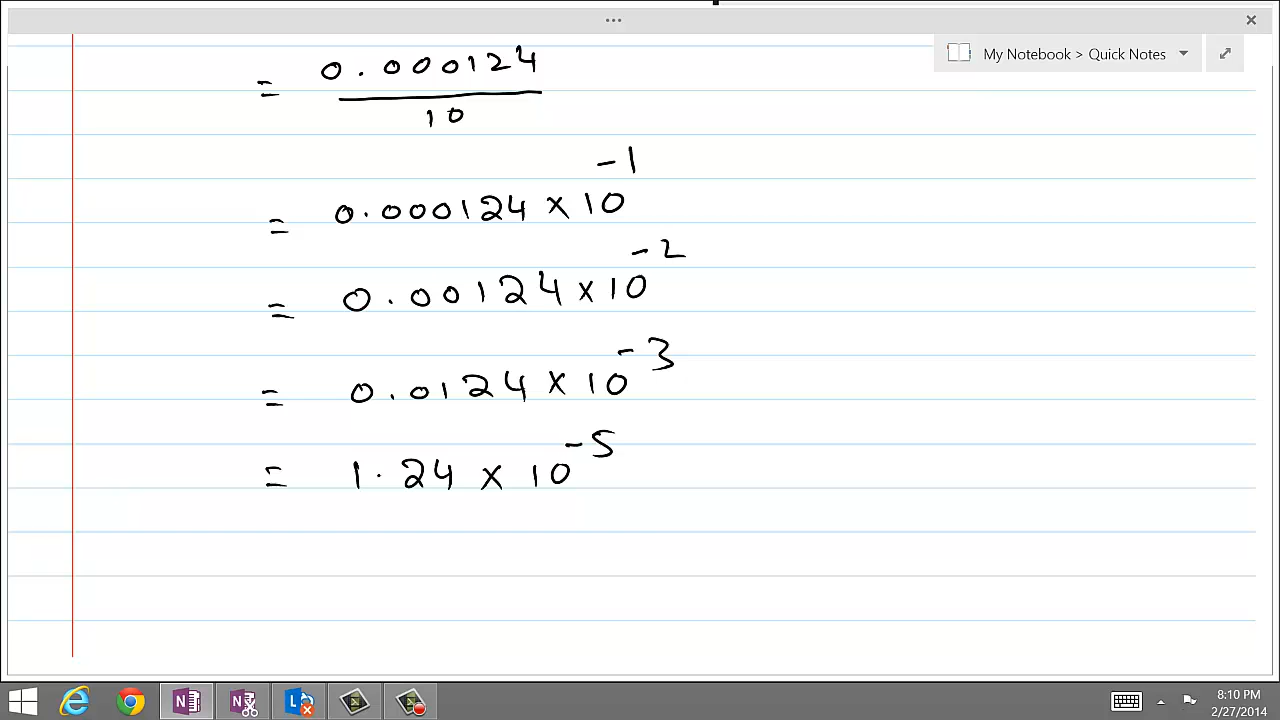 My Notebook > Quick Notes
= 0.000124
10
= 0.000124 × 10⁻¹
= 0.00124 × 10⁻²
= 0.0124 × 10⁻³
= 1.24 × 10⁻⁵
8:10 PM
2/27/2014